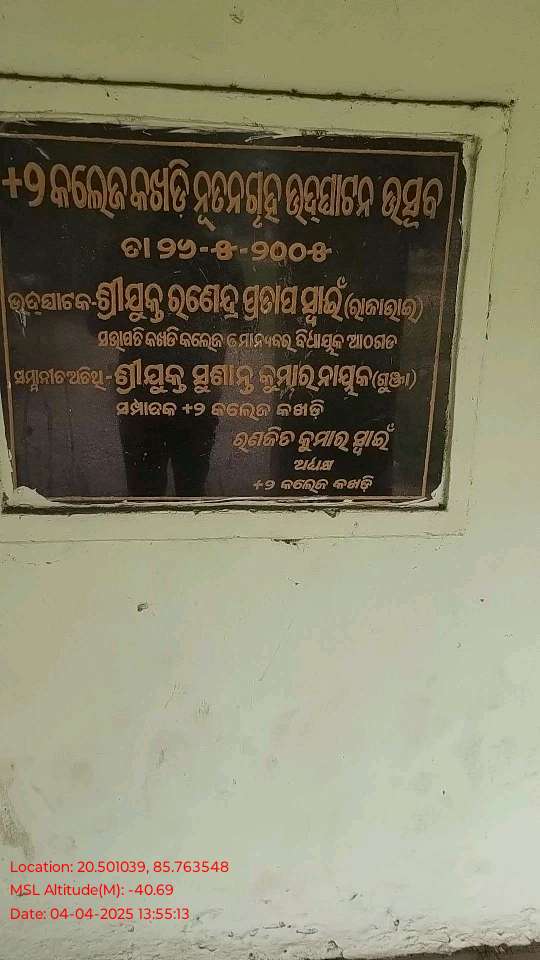 +୨ କଲେଜ କଖଡ଼ି ନୂତନଗୃହ ଉଦ୍‌ଘାଟନ ଉତ୍ସବ
ତା ୨୬-୫-୨୦୦୫
ଉଦ୍‌ଘାଟକ-ଶ୍ରୀଯୁକ୍ତ ରଣେନ୍ଦ୍ର ପ୍ରତାପ ସ୍ୱାଇଁ (ରାଜାଭାଇ)
ସଭାପତି କଖଡି କଲେଜ ମାନ୍ୟବର ବିଧାୟକ ଆଠଗଡ
ସମ୍ମାନୀତ ଅତିଥି-ଶ୍ରୀଯୁକ୍ତ ସୁଶାନ୍ତ କୁମାର ନାୟକ (ଗୁଞ୍ଜା)
ସମ୍ପାଦକ +୨ କଲେଜ କଖଡ଼ି
ରଣଜିତ କୁମାର ସ୍ୱାଇଁ
ଅଧ୍ୟକ୍ଷ
+୨ କଲେଜ କଖଡ଼ି
Location: 20.501039, 85.763548
MSL Altitude(M): -40.69
Date: 04-04-2025 13:55:13